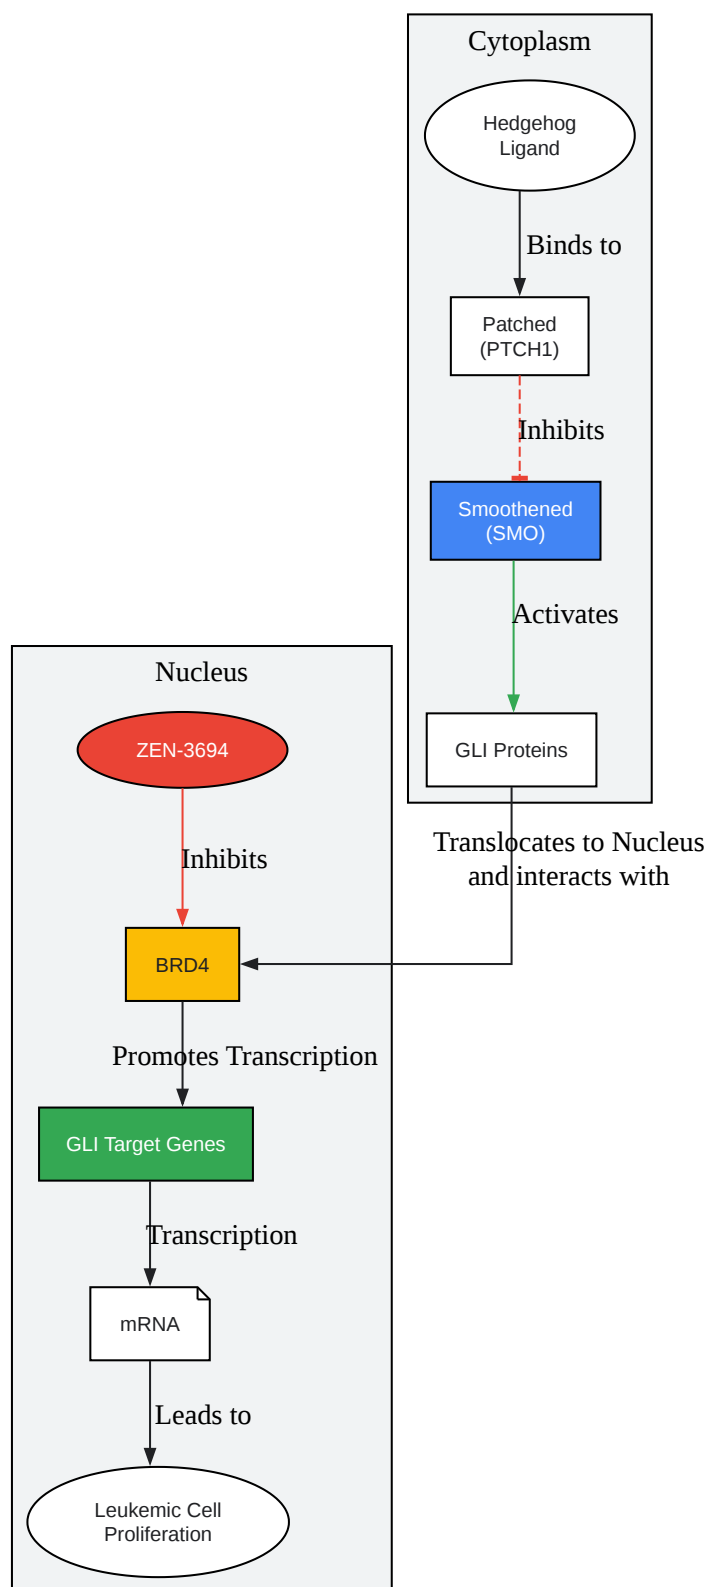 Cytoplasm
Hedgehog
Ligand
Binds to
Patched
(PTCH1)
Inhibits
Smoothened
(SMO)
Activates
GLI Proteins
Translocates to Nucleus
and interacts with
Nucleus
ZEN-3694
Inhibits
BRD4
Promotes Transcription
GLI Target Genes
Transcription
mRNA
Leads to
Leukemic Cell
Proliferation